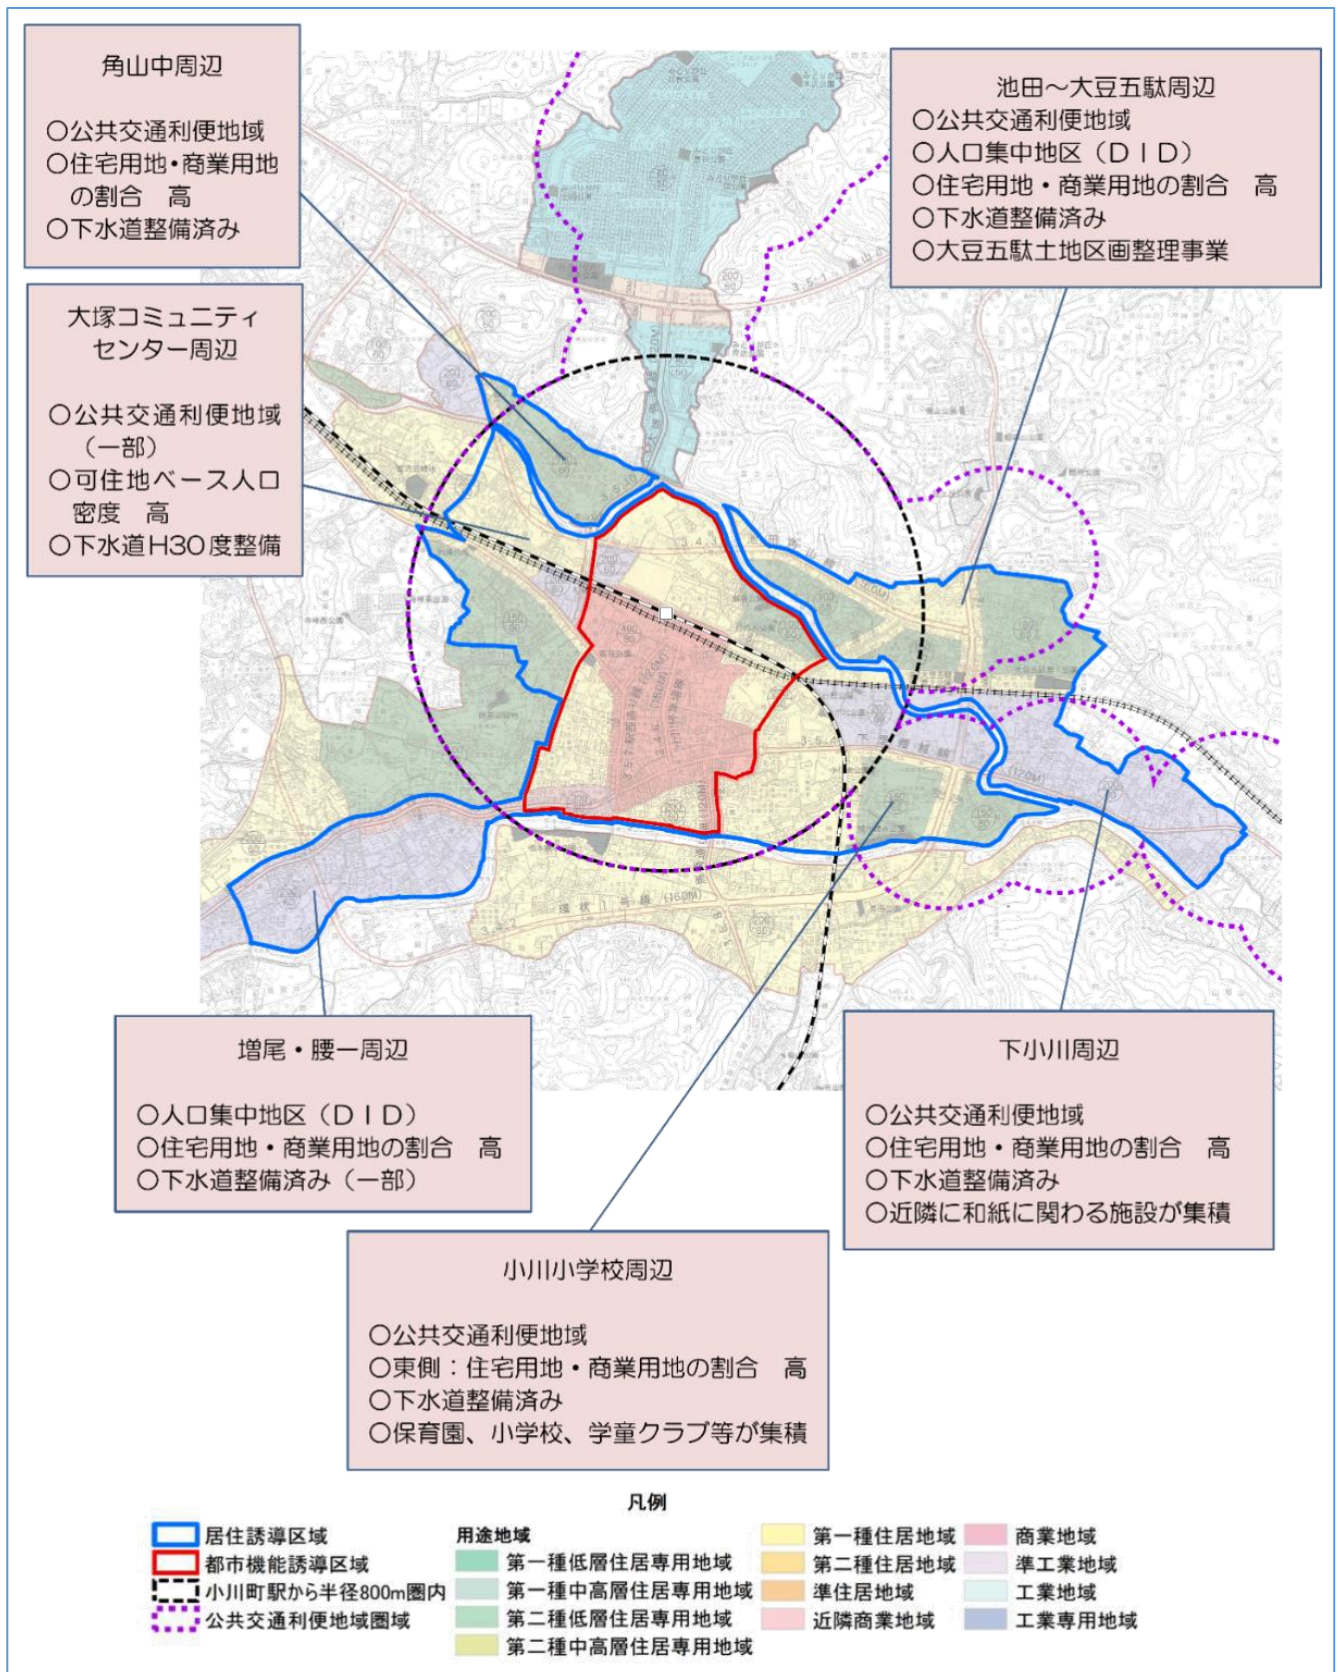 角山中周辺
○公共交通利便地域
○住宅用地・商業用地
の割合 高
○下水道整備済み
池田～大豆五駄周辺
○公共交通利便地域
○人口集中地区（ＤＩＤ）
○住宅用地・商業用地の割合 高
○下水道整備済み
○大豆五駄土地区画整理事業
大塚コミュニティ
センター周辺
○公共交通利便地域
（一部）
○可住地ベース人口
密度 高
○下水道H30度整備
増尾・腰一周辺
○人口集中地区（ＤＩＤ）
○住宅用地・商業用地の割合 高
○下水道整備済み（一部）
下小川周辺
○公共交通利便地域
○住宅用地・商業用地の割合 高
○下水道整備済み
○近隣に和紙に関わる施設が集積
小川小学校周辺
○公共交通利便地域
○東側：住宅用地・商業用地の割合 高
○下水道整備済み
○保育園、小学校、学童クラブ等が集積
環状1号線 (160M)
凡例
居住誘導区域
都市機能誘導区域
小川町駅から半径800m圏内
公共交通利便地域圏域
用途地域
第一種低層住居専用地域
第一種中高層住居専用地域
第二種低層住居専用地域
第二種中高層住居専用地域
第一種住居地域
第二種住居地域
準住居地域
近隣商業地域
商業地域
準工業地域
工業地域
工業専用地域